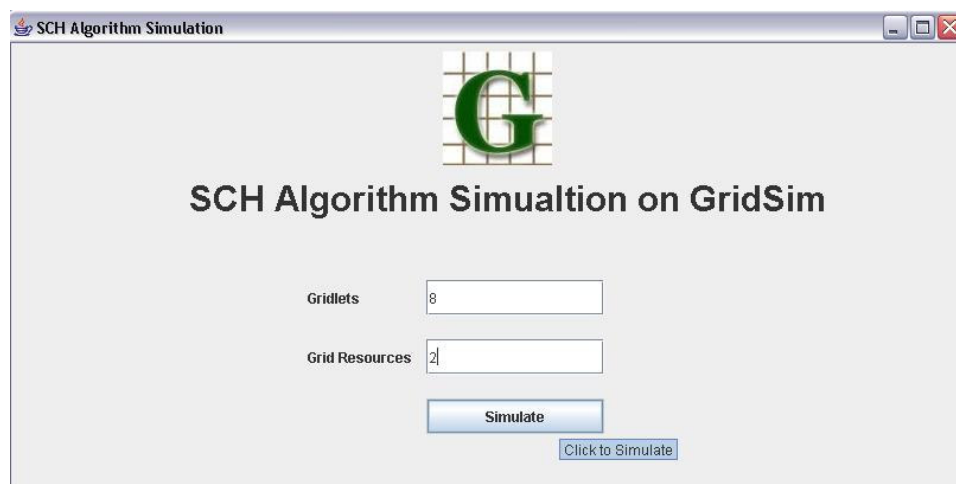 SCH Algorithm Simulation
G
SCH Algorithm Simualtion on GridSim
Gridlets 8
Grid Resources 2
Simulate
Click to Simulate